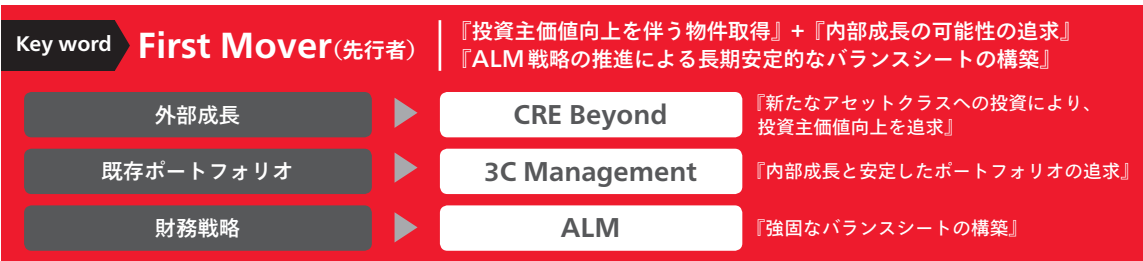 Key word
First Mover(先行者)
『投資主価値向上を伴う物件取得』+『内部成長の可能性の追求』
『ALM戦略の推進による長期安定的なバランスシートの構築』
外部成長
CRE Beyond
『新たなアセットクラスへの投資により、
投資主価値向上を追求』
既存ポートフォリオ
3C Management
『内部成長と安定したポートフォリオの追求』
財務戦略
ALM
『強固なバランスシートの構築』